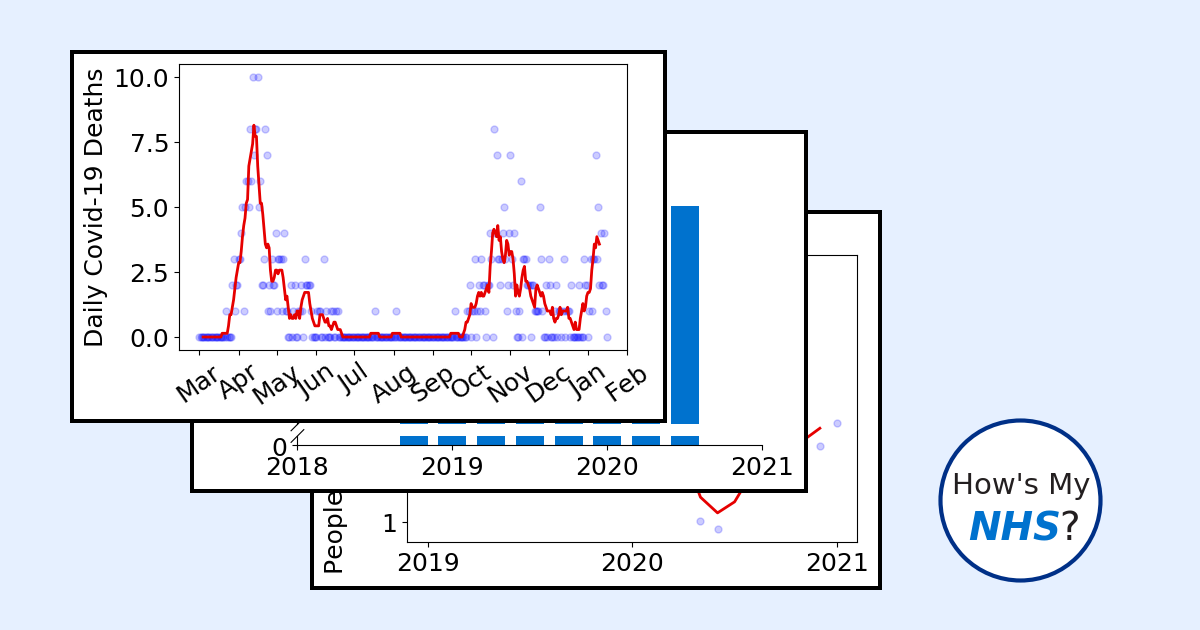 Daily Covid-19 Deaths
10.0
7.5
5.0
2.5
0.0
Mar Apr May Jun Jul Aug Sep Oct Nov Dec Jan Feb
0
2018 2019 2020 2021
People
1
2019 2020 2021
How's My
NHS?